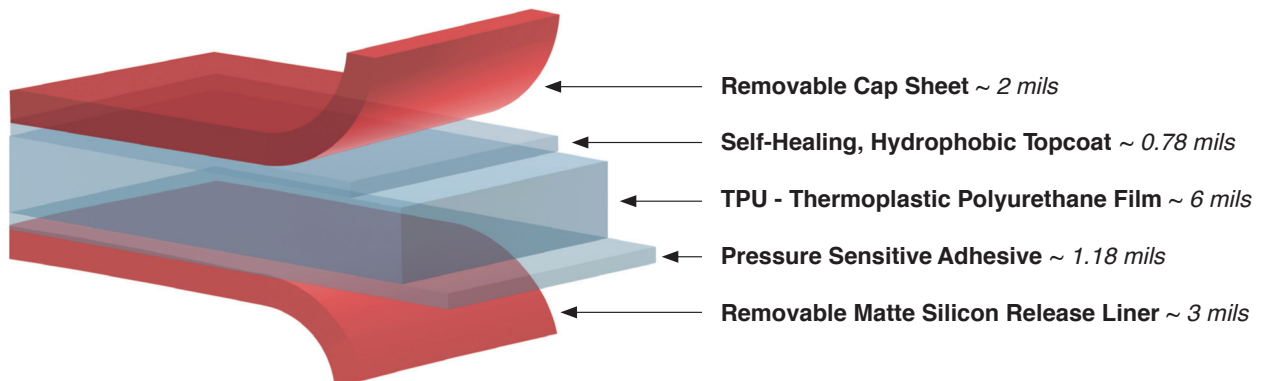 Removable Cap Sheet ~ 2 mils
Self-Healing, Hydrophobic Topcoat ~ 0.78 mils
TPU - Thermoplastic Polyurethane Film ~ 6 mils
Pressure Sensitive Adhesive ~ 1.18 mils
Removable Matte Silicon Release Liner ~ 3 mils